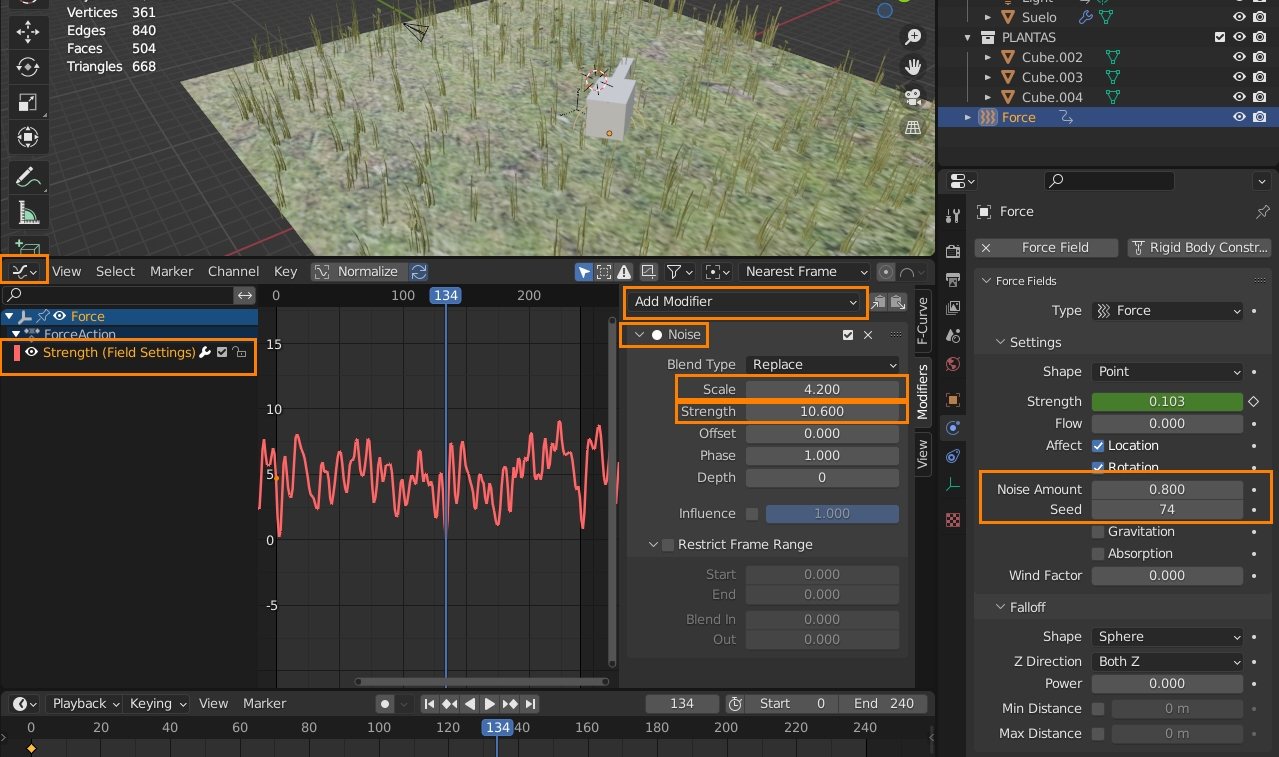 Vertices 361
Edges 840
Faces 504
Triangles 668
Suelo
PLANTAS
Cube.002
Cube.003
Cube.004
Force
Force
Force Field
Rigid Body Constr...
Force Fields
Type Force
Settings
Shape Point
Strength 0.103
Flow 0.000
Affect Location
Rotation
Noise Amount 0.800
Seed 74
Gravitation
Absorption
Wind Factor 0.000
Falloff
Shape Sphere
Z Direction Both Z
Power 0.000
Min Distance 0 m
Max Distance 0 m
View Select Marker Channel Key Normalize Nearest Frame
0 100 134 200
Force
ForceAction
Strength (Field Settings)
15
10
5
0
-5
Add Modifier
Noise
Blend Type Replace
Scale 4.200
Strength 10.600
Offset 0.000
Phase 1.000
Depth 0
Influence 1.000
Restrict Frame Range
Start 0.000
End 0.000
Blend In 0.000
Out 0.000
F-Curve
Modifiers
View
Playback Keying View Marker 134 Start 0 End 240
0 20 40 60 80 100 120 134 40 160 180 200 220 240